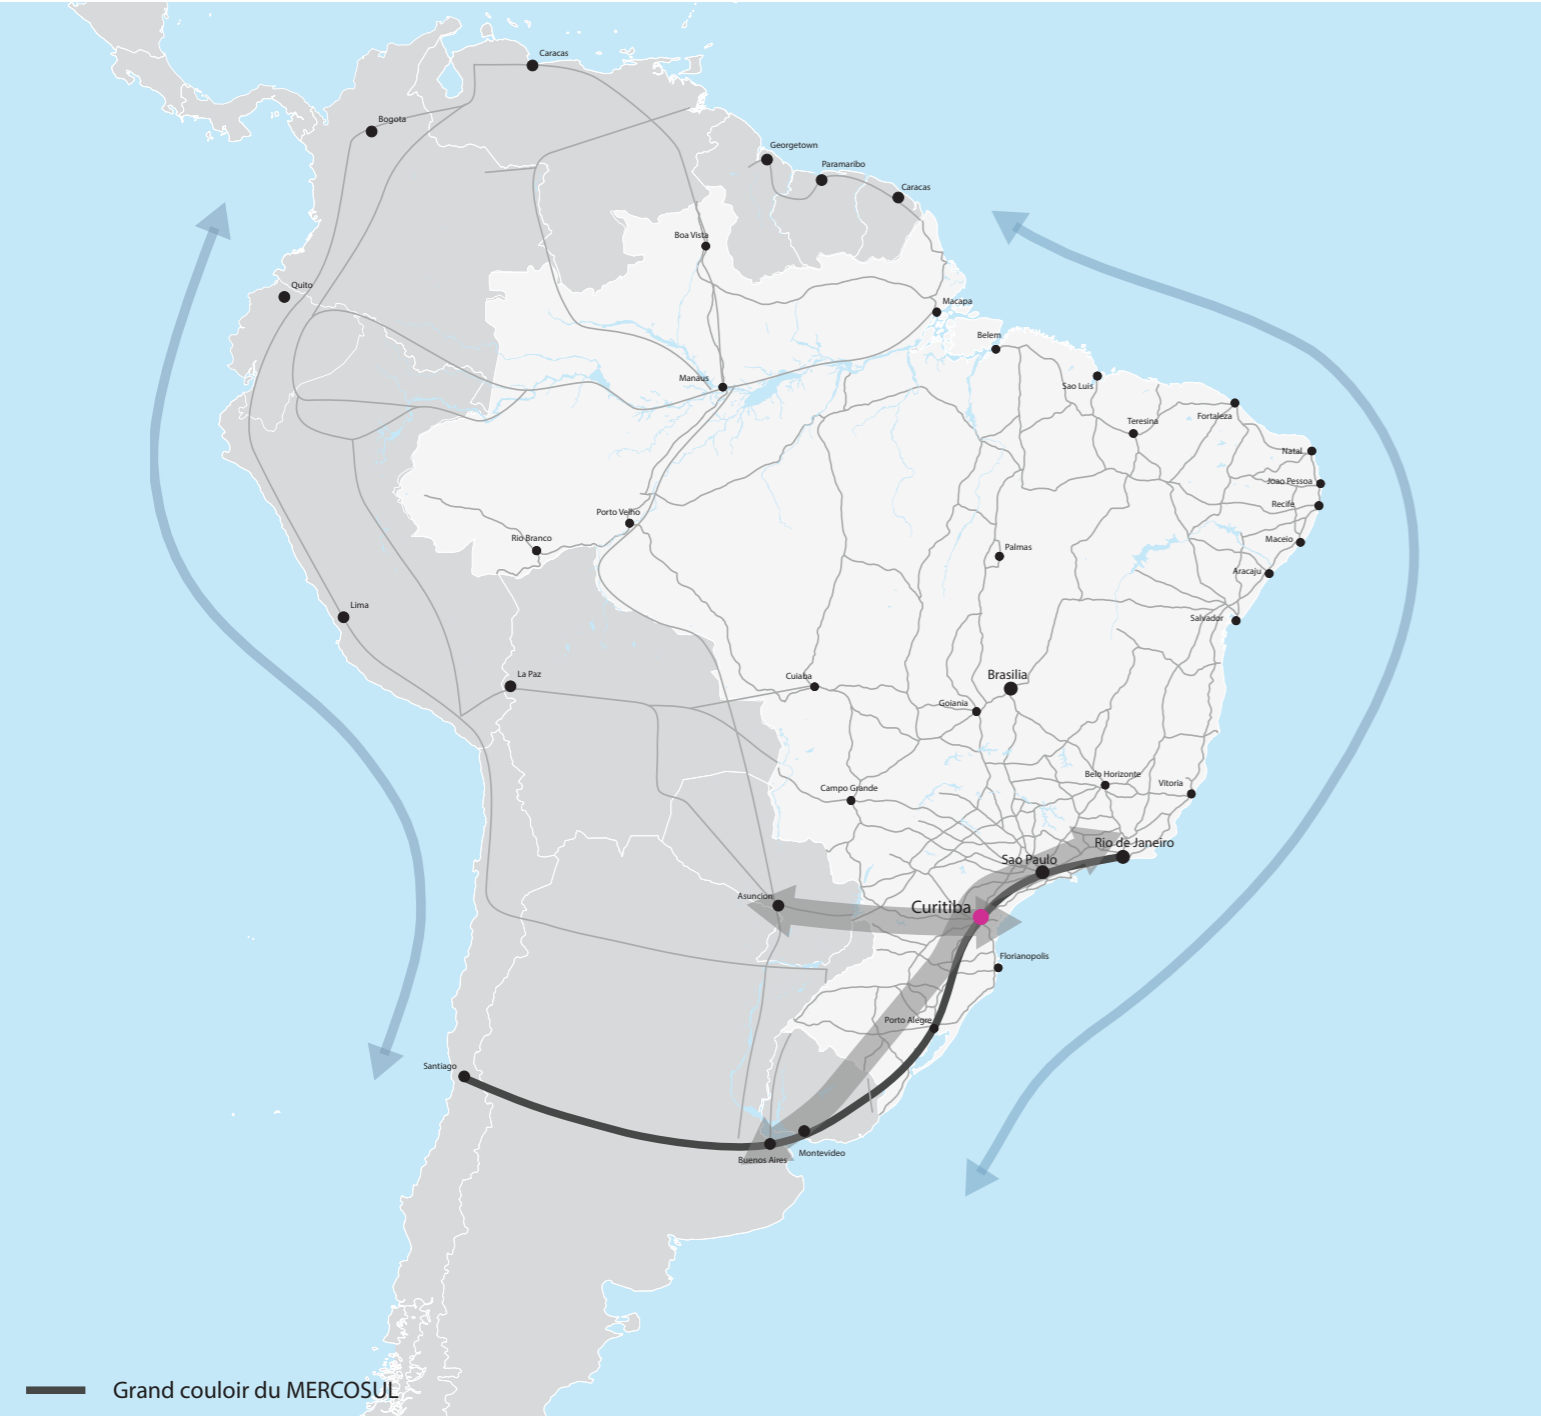 Caracas
Bogota
Georgetown
Paramaribo
Caracas
Boa Vista
Quito
Macapa
Belem
Manaus
Sao Luis
Fortaleza
Teresina
Natal
Joao Pessoa
Recife
Porto Velho
Rio Branco
Maceio
Palmas
Aracaju
Lima
Salvador
La Paz
Cuiaba
Brasilia
Goiania
Belo Horizonte
Vitoria
Campo Grande
Rio de Janeiro
Sao Paulo
Asuncion
Curitiba
Florianopolis
Porto Alegre
Santiago
Montevideo
Buenos Aires
Grand couloir du MERCOSUL